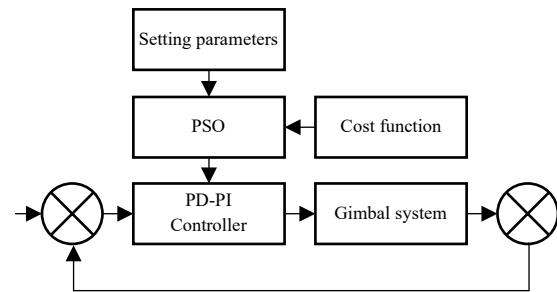 Setting parameters
PSO
Cost function
PD-PI
Controller
Gimbal system